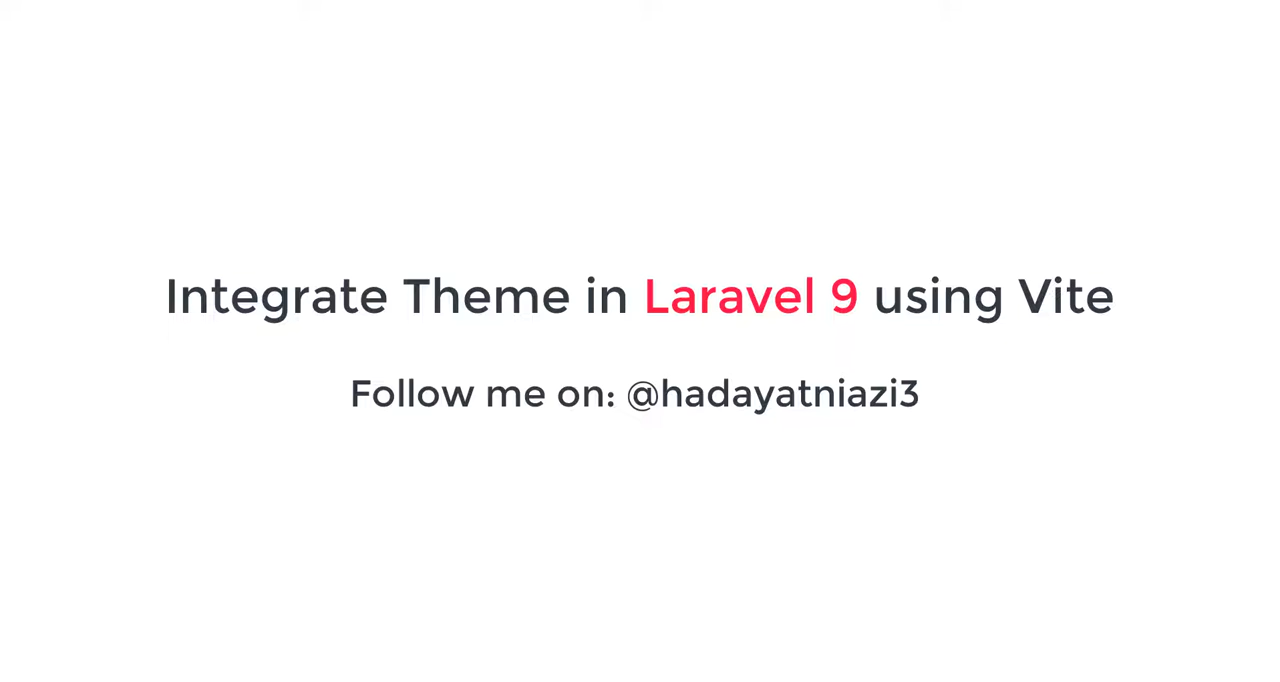 Integrate Theme in Laravel 9 using Vite
Follow me on: @hadayatniazi3